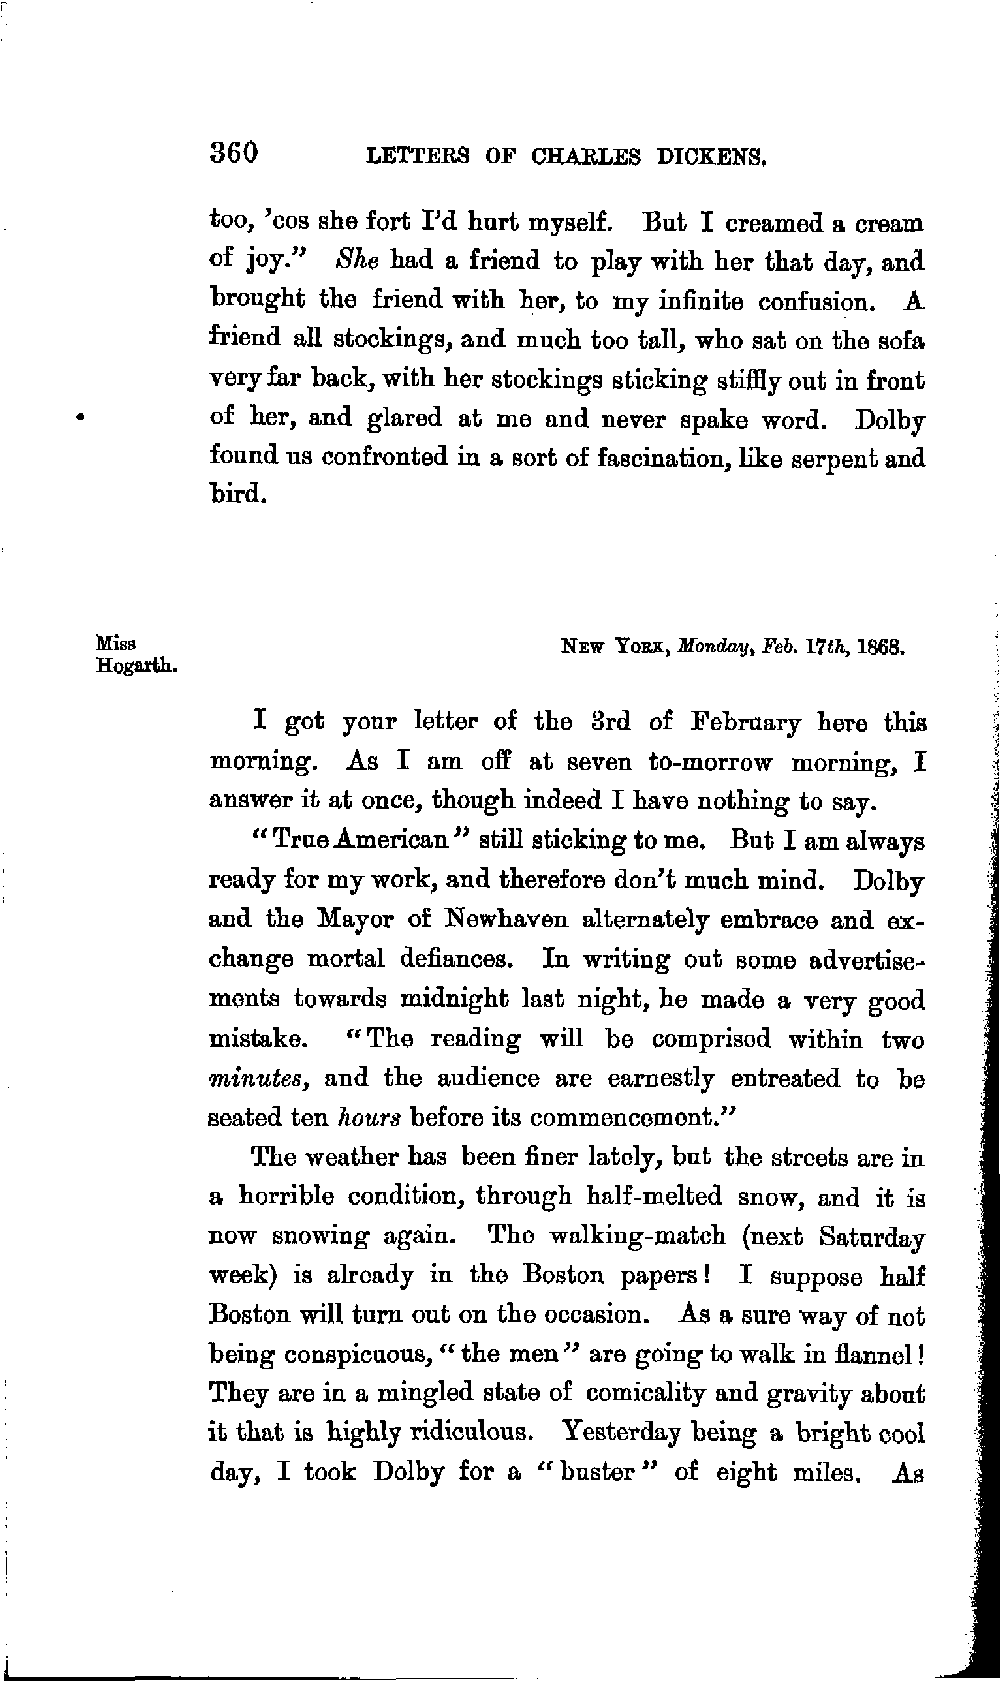 360 LETTERS OF CHARLES DICKENS.
too, ’cos she fort I’d hurt myself. But I creamed a cream
of joy.” She had a friend to play with her that day, and
brought the friend with her, to my infinite confusion. A
friend all stockings, and much too tall, who sat on the sofa
very far back, with her stockings sticking stiffly out in front
of her, and glared at me and never spake word. Dolby
found us confronted in a sort of fascination, like serpent and
bird.
Miss
Hogarth.
NEW YORK, Monday, Feb. 17th, 1868.
I got your letter of the 3rd of February here this
morning. As I am off at seven to-morrow morning, I
answer it at once, though indeed I have nothing to say.
“True American” still sticking to me. But I am always
ready for my work, and therefore don’t much mind. Dolby
and the Mayor of Newhaven alternately embrace and ex-
change mortal defiances. In writing out some advertise-
ments towards midnight last night, he made a very good
mistake. “The reading will be comprised within two
minutes, and the audience are earnestly entreated to be
seated ten hours before its commencement.”
The weather has been finer lately, but the streets are in
a horrible condition, through half-melted snow, and it is
now snowing again. The walking-match (next Saturday
week) is already in the Boston papers! I suppose half
Boston will turn out on the occasion. As a sure way of not
being conspicuous, “the men” are going to walk in flannel!
They are in a mingled state of comicality and gravity about
it that is highly ridiculous. Yesterday being a bright cool
day, I took Dolby for a “buster” of eight miles. As